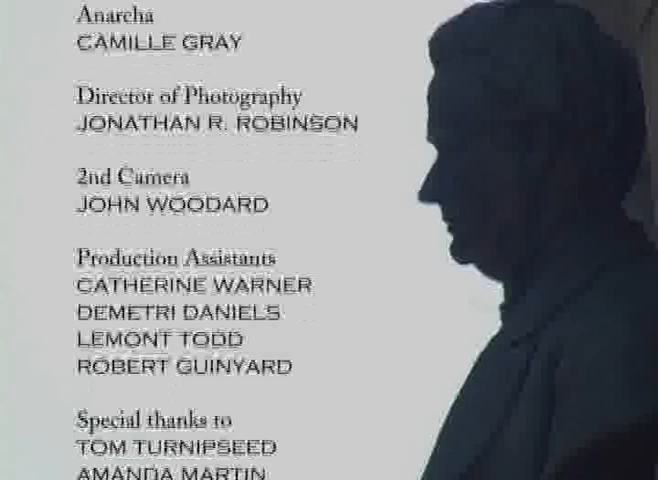 Anarcha
CAMILLE GRAY
Director of Photography
JONATHAN R. ROBINSON
2nd Camera
JOHN WOODARD
Production Assistants
CATHERINE WARNER
DEMETRI DANIELS
LEMONT TODD
ROBERT GUINYARD
Special thanks to
TOM TURNIPSEED
AMANDA MARTIN